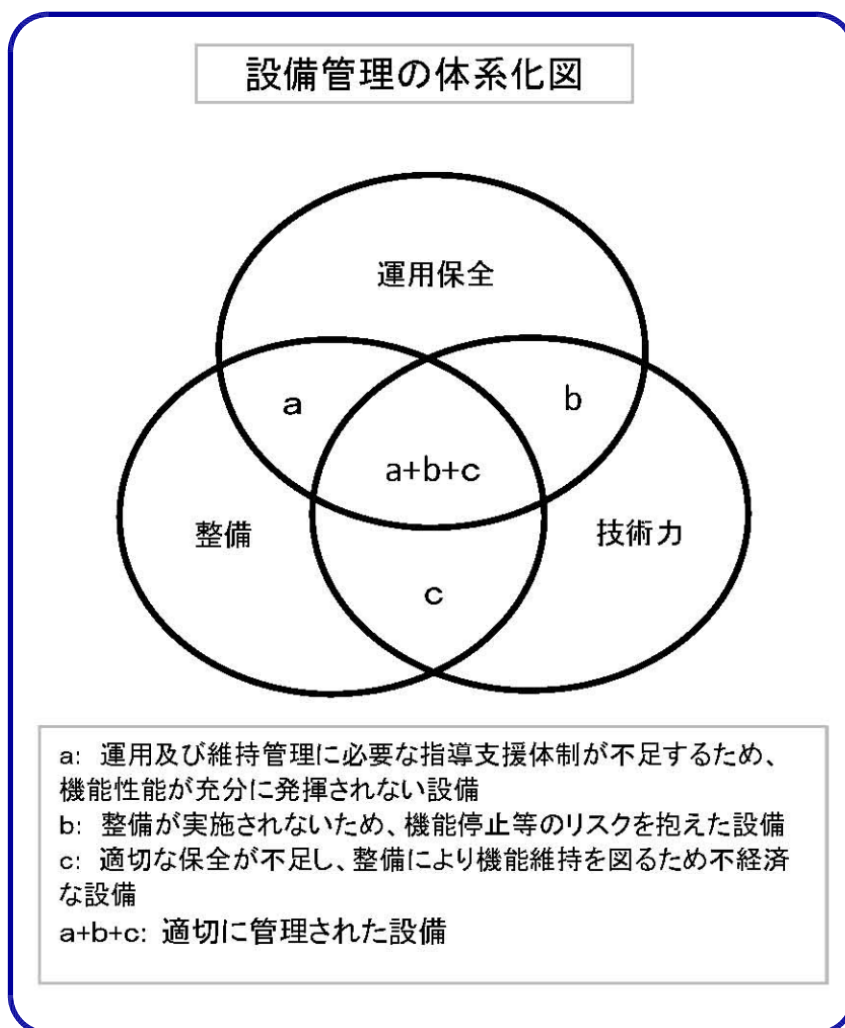 設備管理の体系化図
運用保全
a
b
a+b+c
整備
技術力
c
a: 運用及び維持管理に必要な指導支援体制が不足するため、
機能性能が充分に発揮されない設備
b: 整備が実施されないため、機能停止等のリスクを抱えた設備
c: 適切な保全が不足し、整備により機能維持を図るため不経済
な設備
a+b+c: 適切に管理された設備